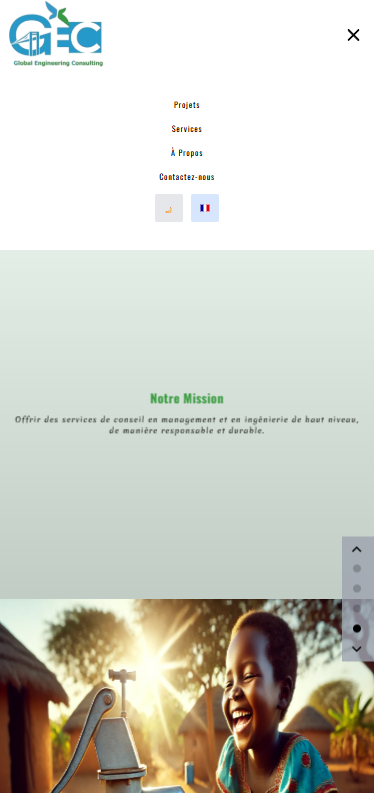 GEC
Global Engineering Consulting
Projets
Services
À Propos
Contactez-nous
Notre Mission
Offrir des services de conseil en management et en ingénierie de haut niveau,
de manière responsable et durable.